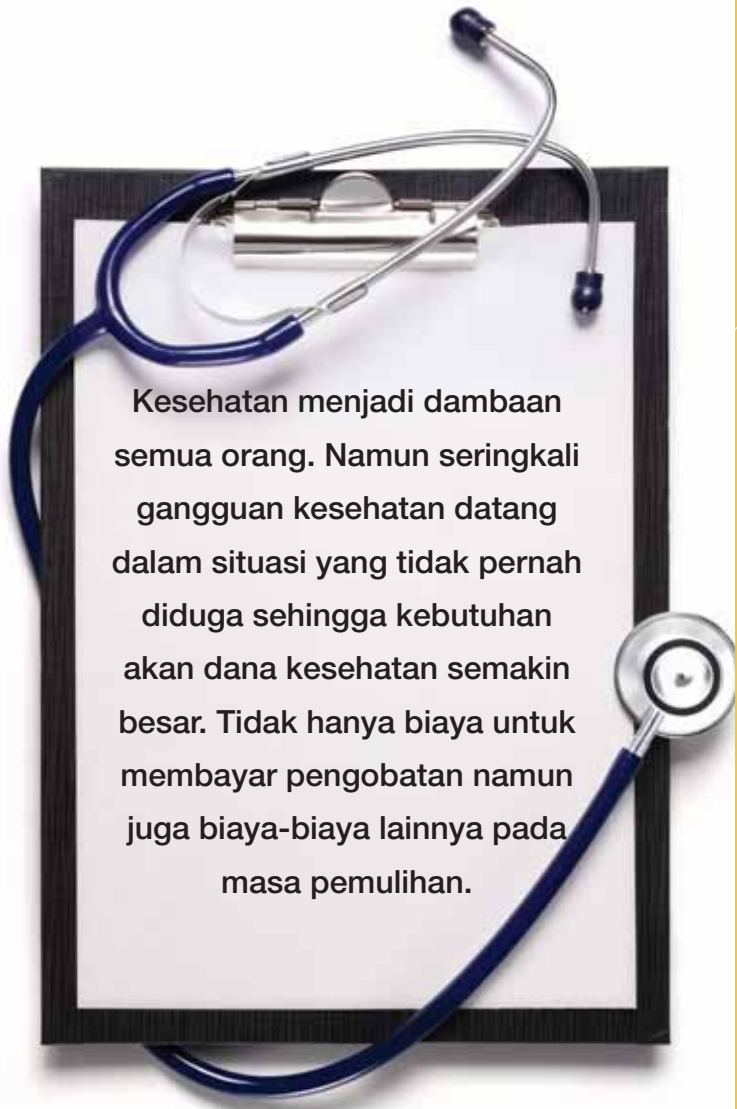 Kesehatan menjadi dambaan
semua orang. Namun seringkali
gangguan kesehatan datang
dalam situasi yang tidak pernah
diduga sehingga kebutuhan
akan dana kesehatan semakin
besar. Tidak hanya biaya untuk
membayar pengobatan namun
juga biaya-biaya lainnya pada
masa pemulihan.